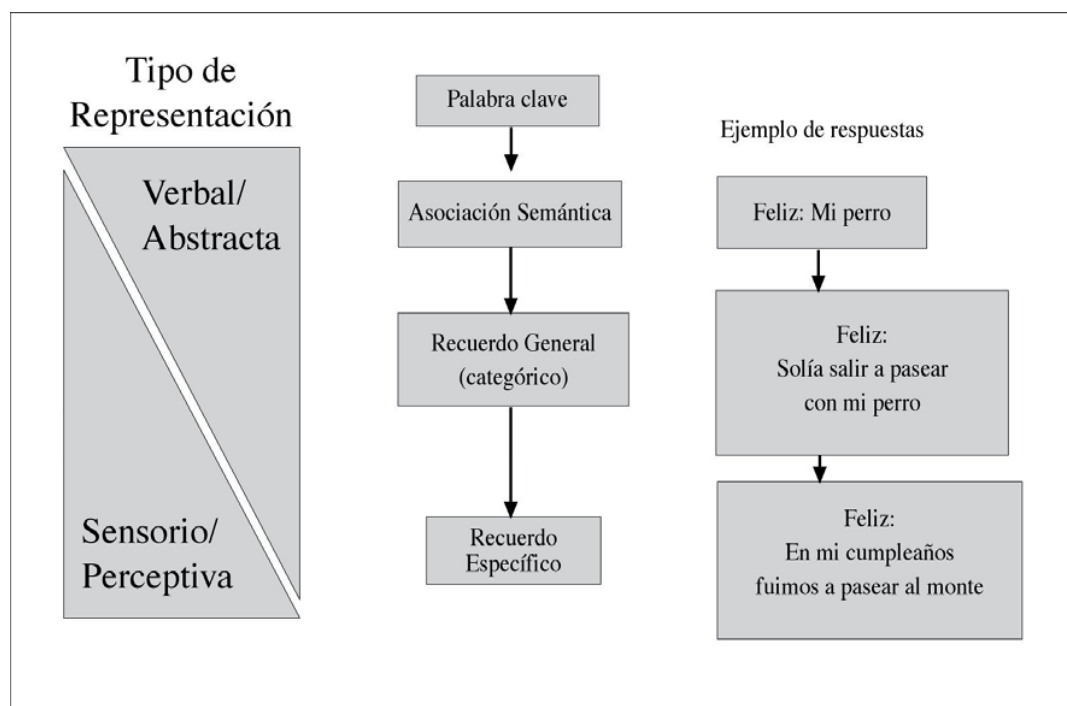 Tipo de
Representación
Verbal/
Abstracta
Sensorio/
Perceptiva
Palabra clave
Asociación Semántica
Recuerdo General
(categórico)
Recuerdo
Específico
Ejemplo de respuestas
Feliz: Mi perro
Feliz:
Solía salir a pasear
con mi perro
Feliz:
En mi cumpleaños
fuimos a pasear al monte